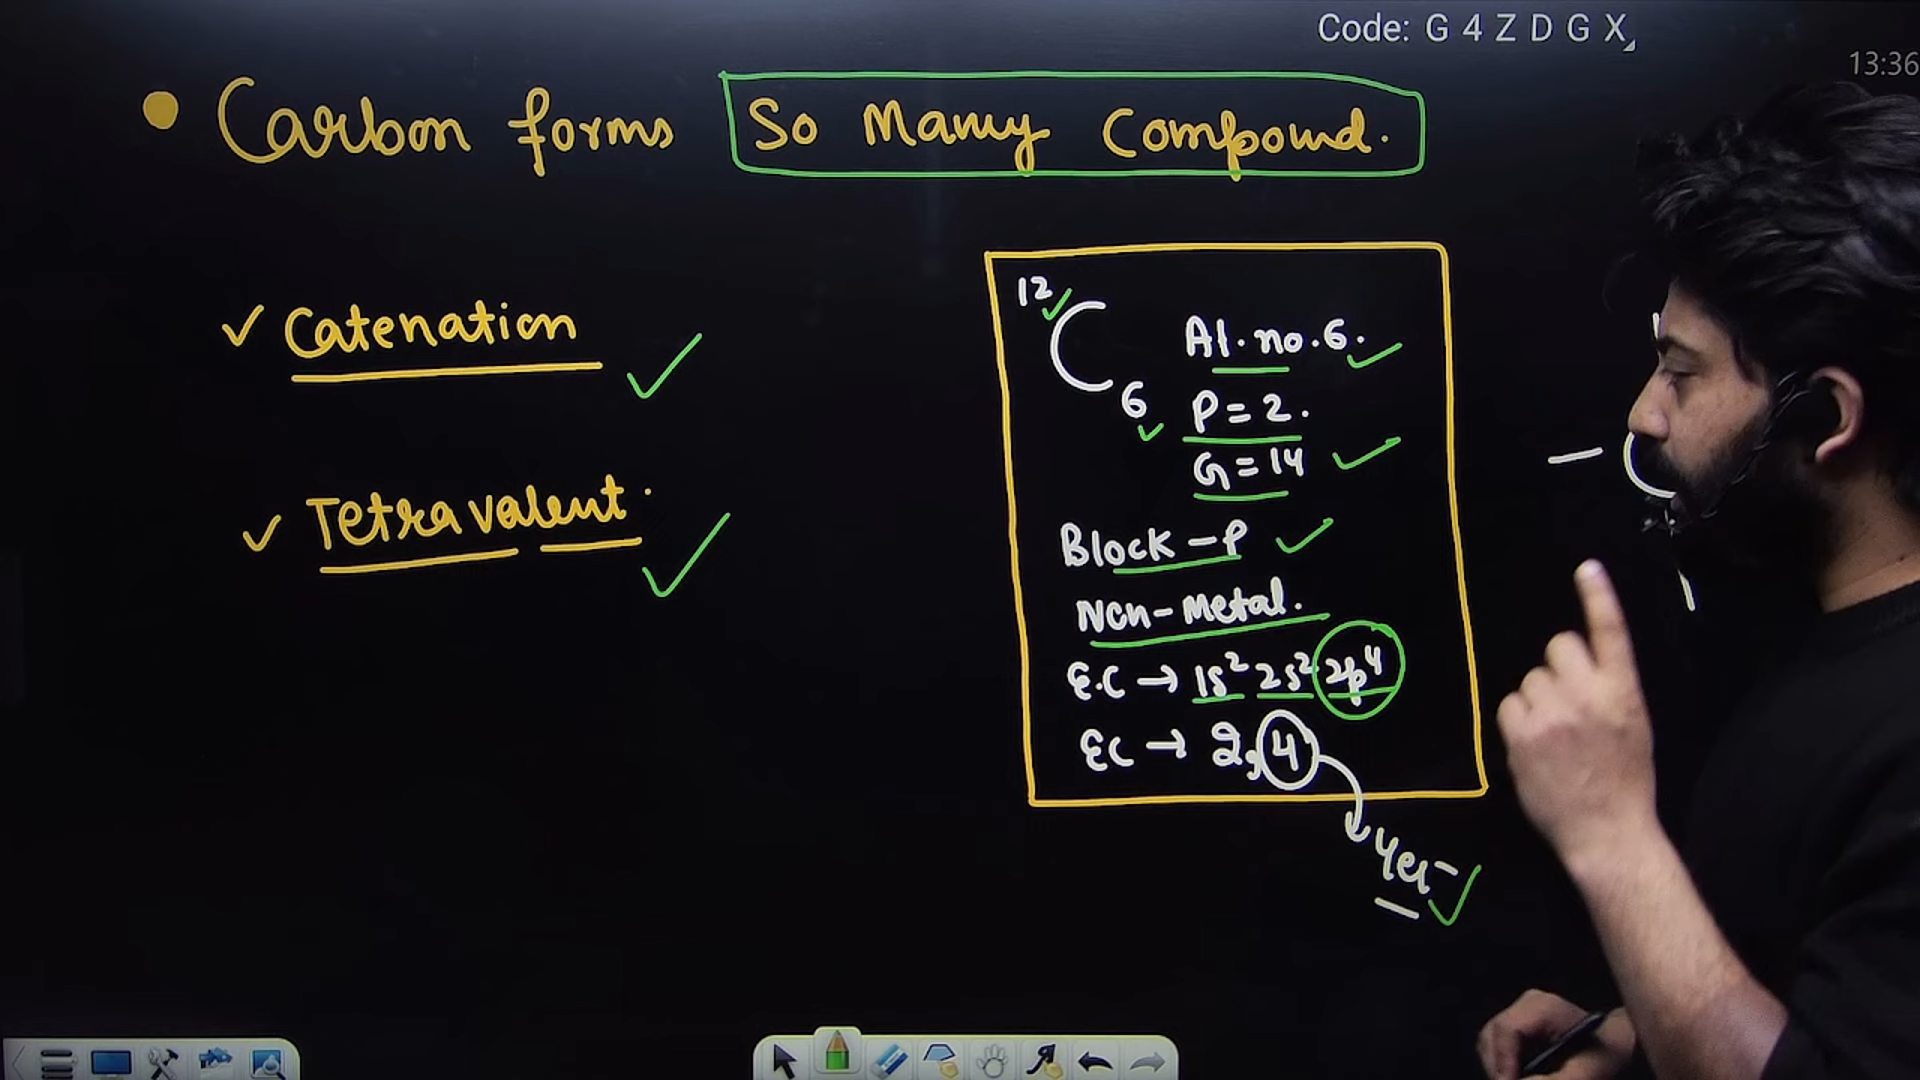 Code: G 4 Z D G X
13:36
• Carbon forms So Many Compound.
✓ Catenation ✓
✓ Tetravalent. ✓
12
C
6
At. no. 6.
P = 2.
G = 14
Block - P
Non-Metal.
E.C → 1s² 2s² 2p⁴
EC → 2, 4
4e⁻